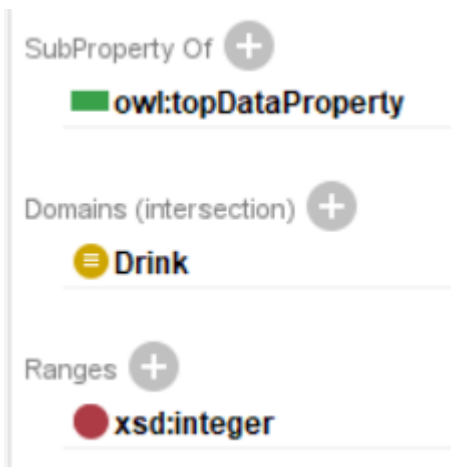 SubProperty Of
owl:topDataProperty
Domains (intersection)
Drink
Ranges
xsd:integer